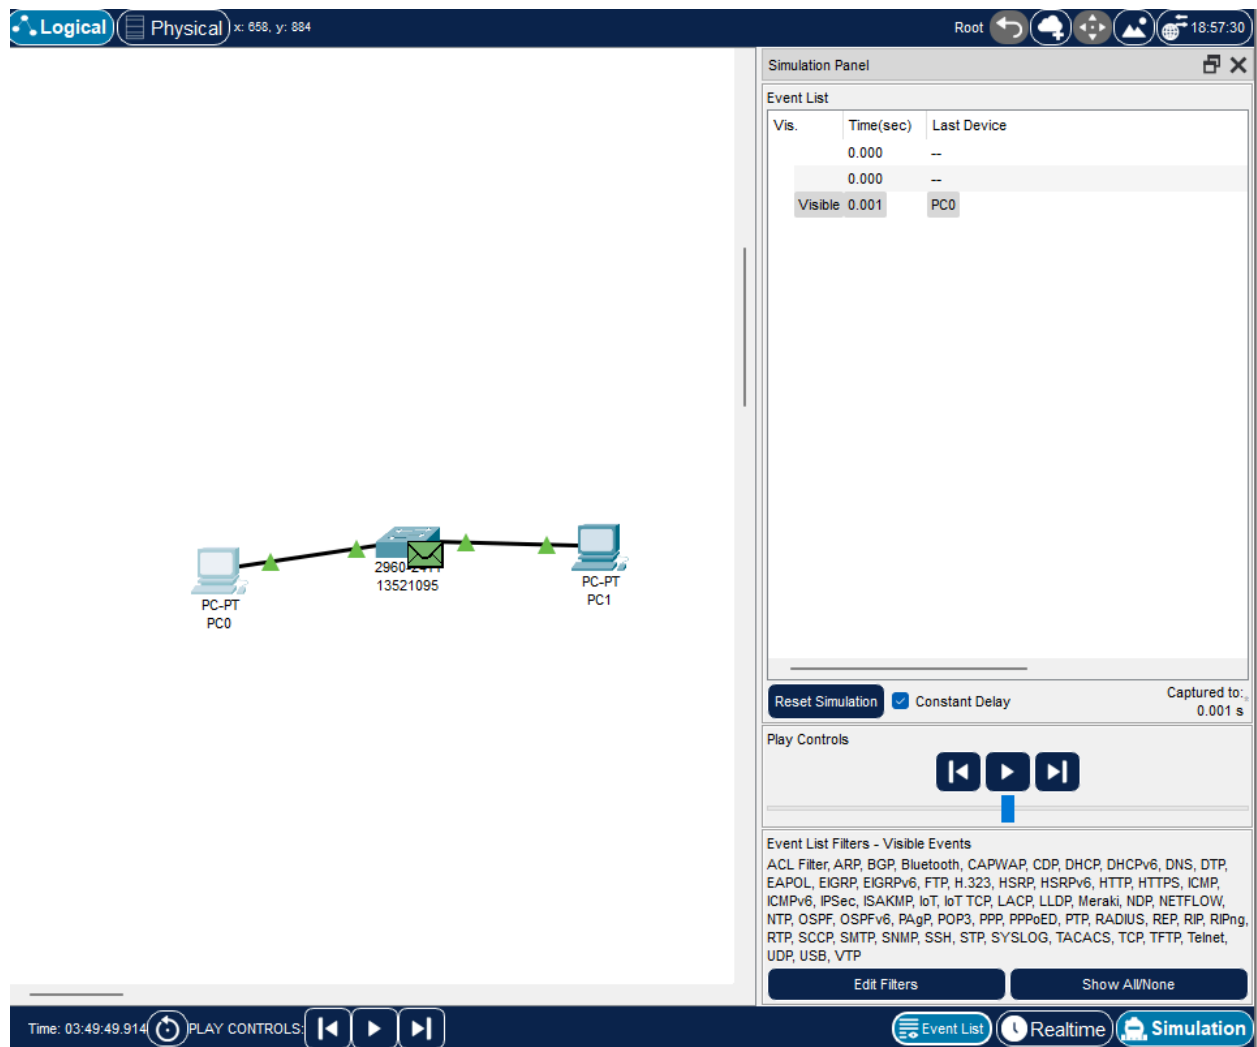 Logical Physical x: 658, y: 884 Root 18:57:30
Simulation Panel
Event List
Vis. Time(sec) Last Device
0.000 --
0.000 --
Visible 0.001 PC0
2960-24TT
13521095
PC-PT
PC0
PC-PT
PC1
Reset Simulation Constant Delay Captured to:
0.001 s
Play Controls
Event List Filters - Visible Events
ACL Filter, ARP, BGP, Bluetooth, CAPWAP, CDP, DHCP, DHCPv6, DNS, DTP,
EAPOL, EIGRP, EIGRPv6, FTP, H.323, HSRP, HSRPv6, HTTP, HTTPS, ICMP,
ICMPv6, IPSec, ISAKMP, IoT, IoT TCP, LACP, LLDP, Meraki, NDP, NETFLOW,
NTP, OSPF, OSPFv6, PAgP, POP3, PPP, PPPoED, PTP, RADIUS, REP, RIP, RIPng,
RTP, SCCP, SMTP, SNMP, SSH, STP, SYSLOG, TACACS, TCP, TFTP, Telnet,
UDP, USB, VTP
Edit Filters Show All/None
Time: 03:49:49.914 PLAY CONTROLS: Event List Realtime Simulation